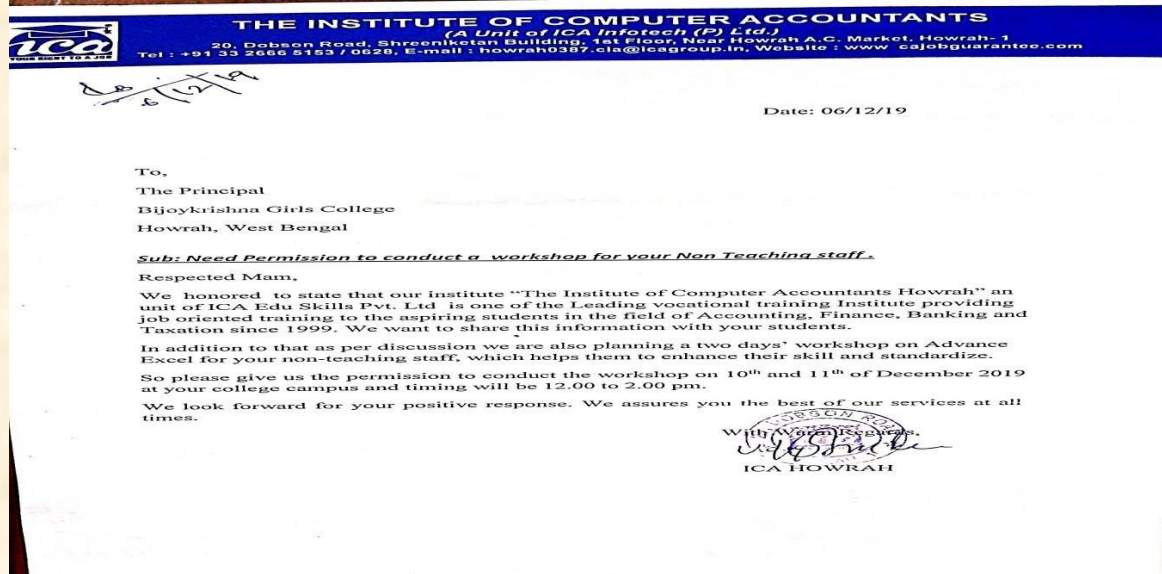 THE INSTITUTE OF COMPUTER ACCOUNTANTS
(A Unit of ICA Infotech (P) Ltd.)
20, Dobson Road, Shreeniketan Building, 1st Floor, Near Howrah A.C. Market, Howrah- 1
Tel : +91 33 2666 5153 / 0628, E-mail : howrah0387.cia@icagroup.in, Website : www cajobguarantee.com
ica
YOUR RIGHT TO A JOB
6/12/19
Date: 06/12/19
To,
The Principal
Bijoykrishna Girls College
Howrah, West Bengal
Sub: Need Permission to conduct a workshop for your Non Teaching staff.
Respected Mam,
We honored to state that our institute “The Institute of Computer Accountants Howrah” an
unit of ICA Edu Skills Pvt. Ltd is one of the Leading vocational training Institute providing
job oriented training to the aspiring students in the field of Accounting, Finance, Banking and
Taxation since 1999. We want to share this information with your students.
In addition to that as per discussion we are also planning a two days’ workshop on Advance
Excel for your non-teaching staff, which helps them to enhance their skill and standardize.
So please give us the permission to conduct the workshop on 10th and 11th of December 2019
at your college campus and timing will be 12.00 to 2.00 pm.
We look forward for your positive response. We assures you the best of our services at all
times.
With Warm Regards,
DOBSON ROAD
ICA HOWRAH